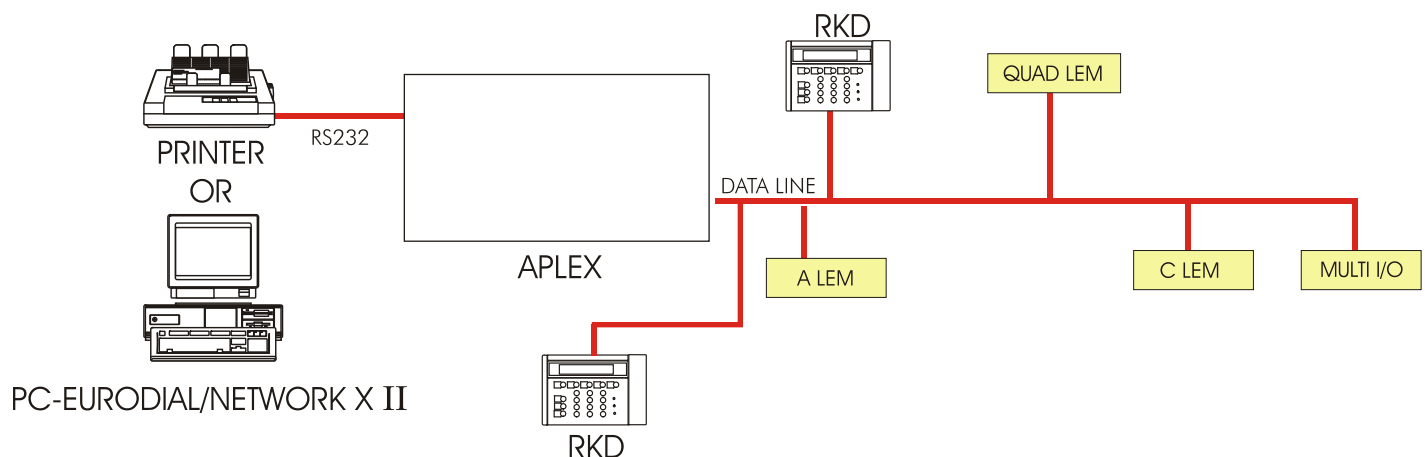 RKD
QUAD LEM
RS232
PRINTER
OR
DATA LINE
APLEX
A LEM
C LEM
MULTI I/O
PC-EURODIAL/NETWORK X II
RKD